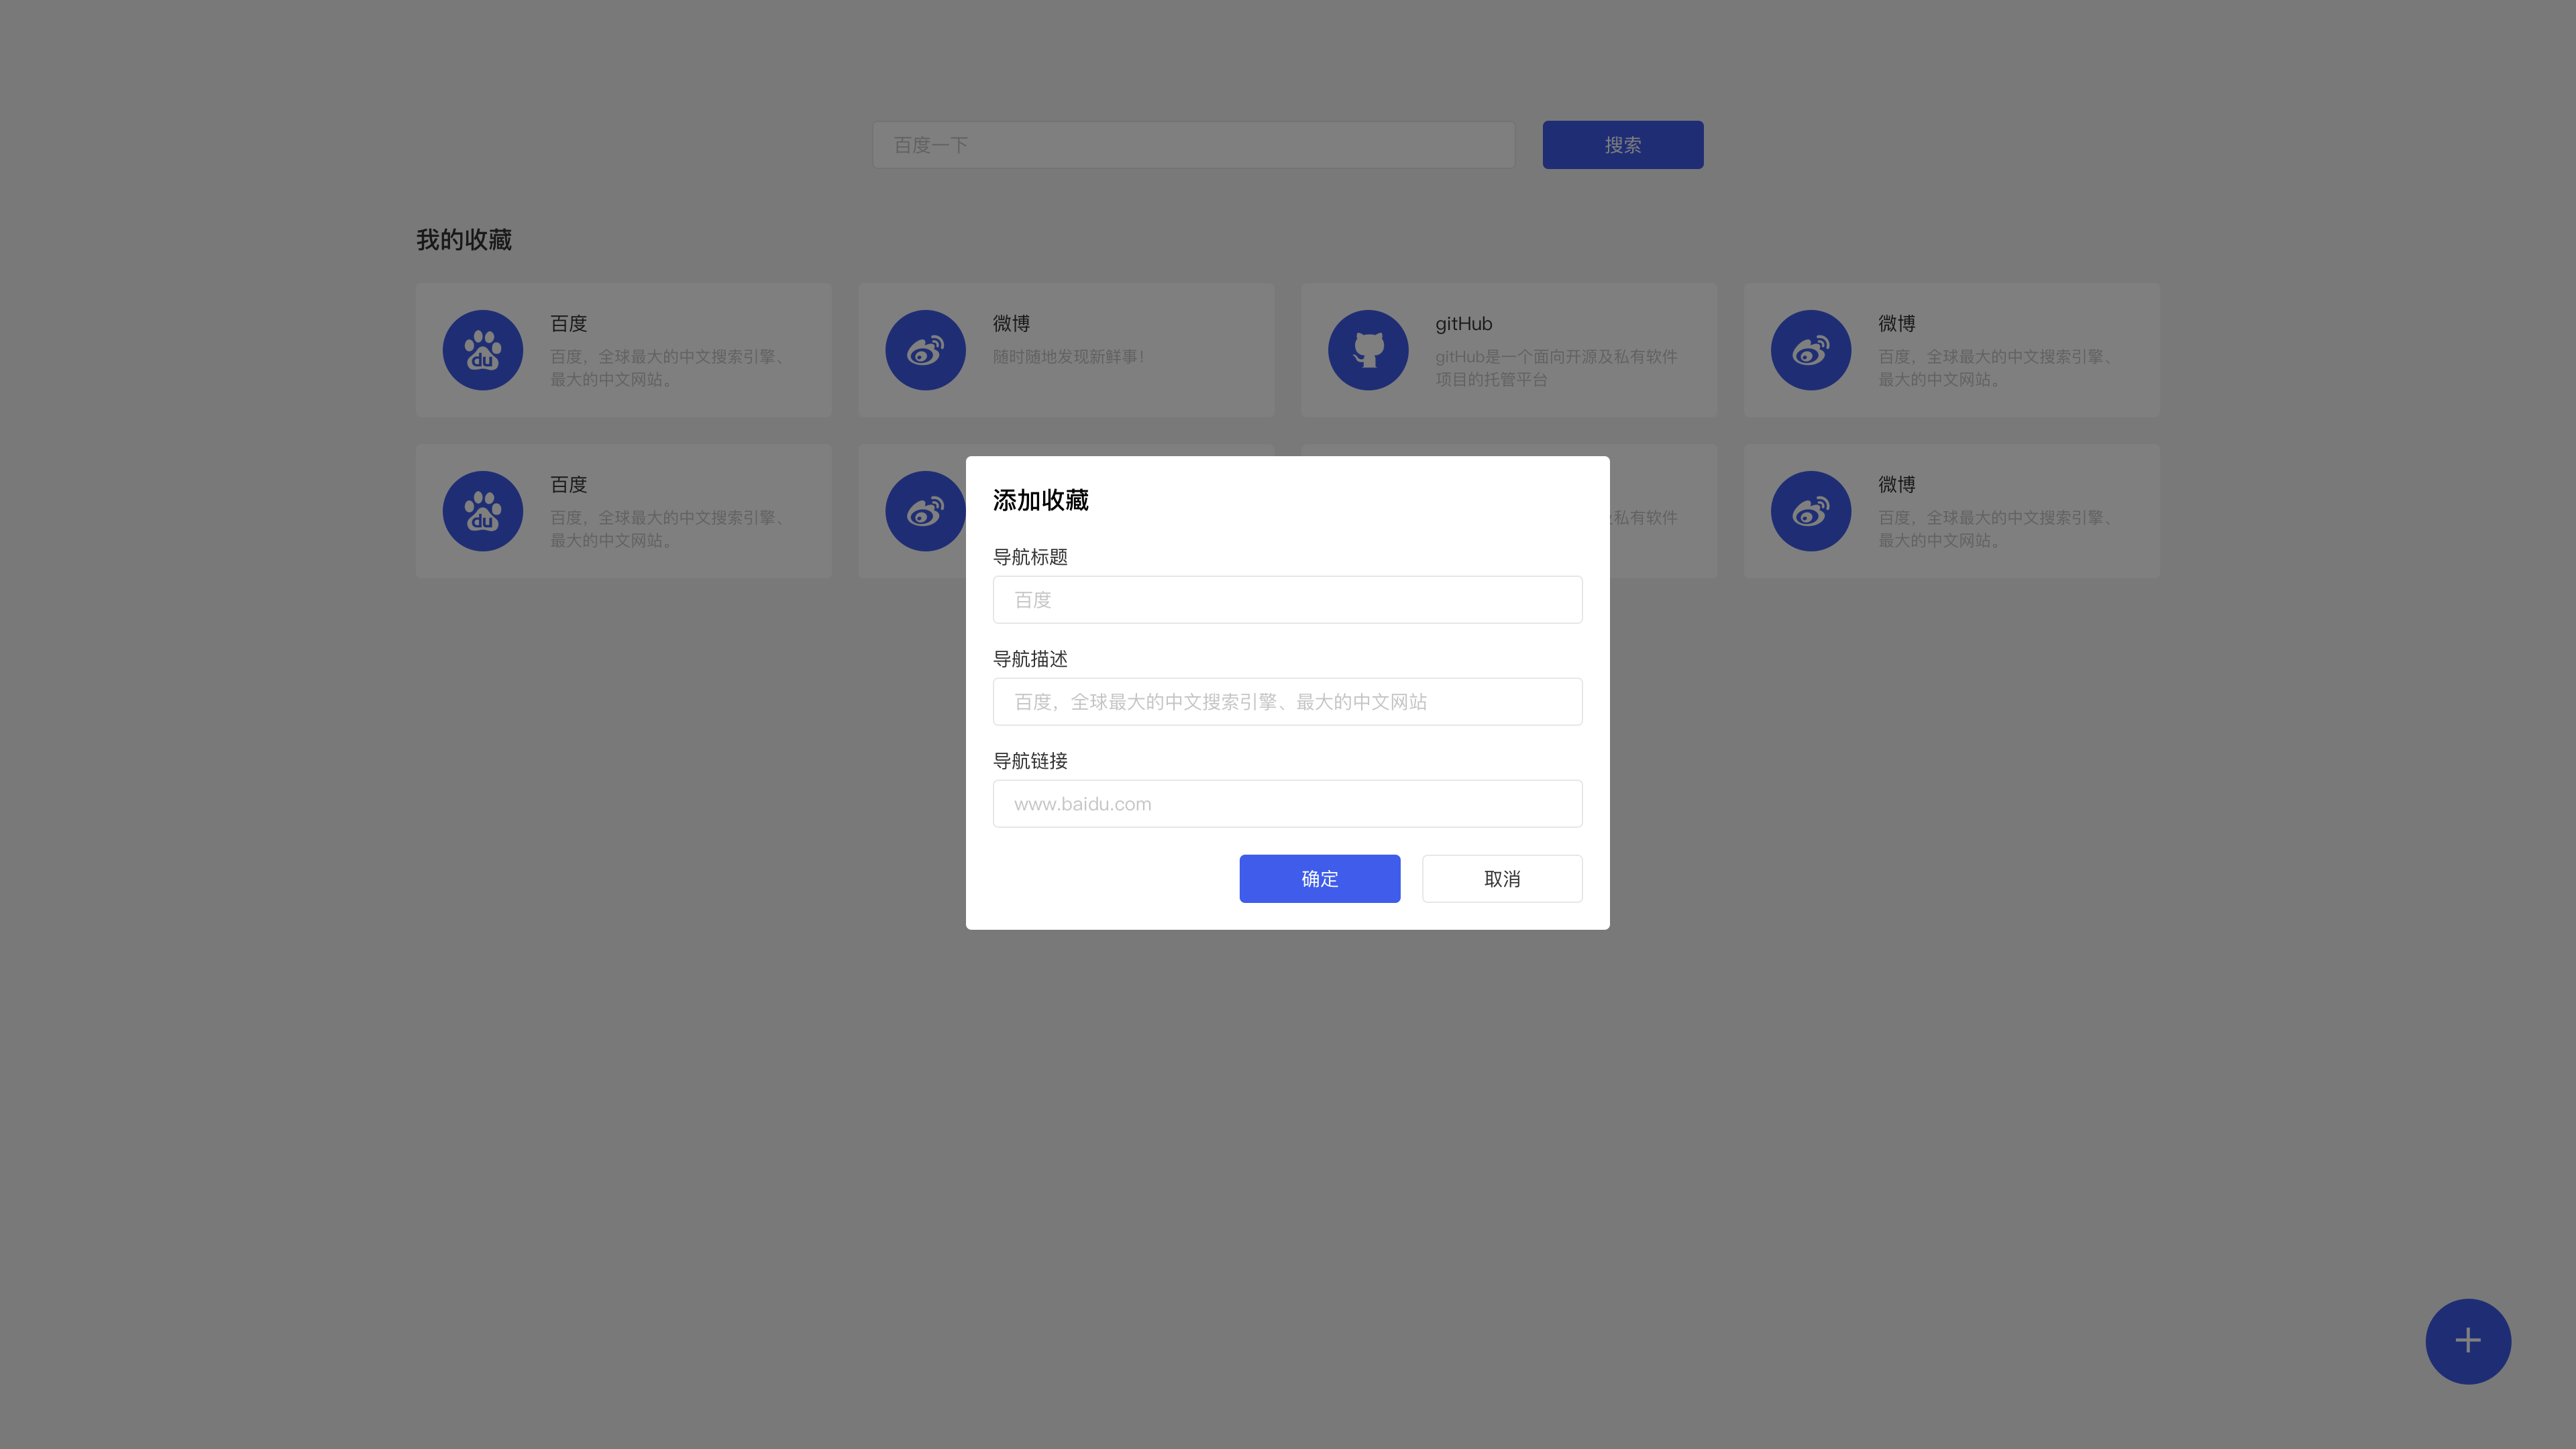 百度一下
搜索
我的收藏
百度
百度，全球最大的中文搜索引擎、
最大的中文网站。
微博
随时随地发现新鲜事！
gitHub
gitHub是一个面向开源及私有软件
项目的托管平台
微博
百度，全球最大的中文搜索引擎、
最大的中文网站。
百度
百度，全球最大的中文搜索引擎、
最大的中文网站。
私有软件
微博
百度，全球最大的中文搜索引擎、
最大的中文网站。
添加收藏
导航标题
百度
导航描述
百度，全球最大的中文搜索引擎、最大的中文网站
导航链接
www.baidu.com
确定
取消